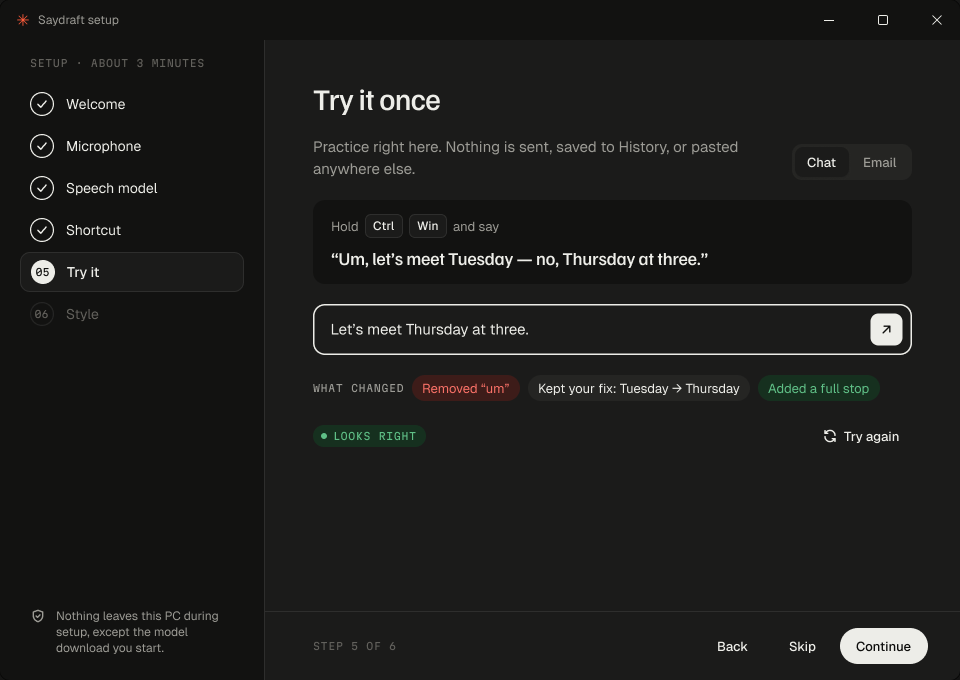 Saydraft setup
SETUP · ABOUT 3 MINUTES
Welcome
Microphone
Speech model
Shortcut
05 Try it
06 Style
Nothing leaves this PC during
setup, except the model
download you start.
Try it once
Practice right here. Nothing is sent, saved to History, or pasted
anywhere else.
Chat Email
Hold Ctrl Win and say
“Um, let’s meet Tuesday — no, Thursday at three.”
Let’s meet Thursday at three.
WHAT CHANGED Removed “um” Kept your fix: Tuesday → Thursday Added a full stop
LOOKS RIGHT Try again
STEP 5 OF 6 Back Skip Continue